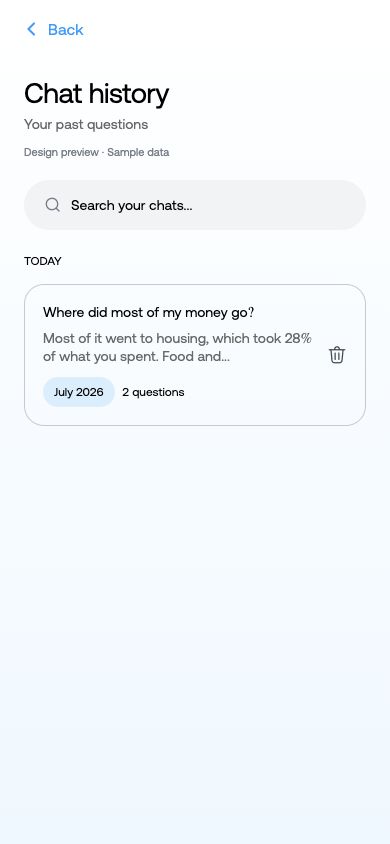 Back
Chat history
Your past questions
Design preview · Sample data
Search your chats...
TODAY
Where did most of my money go?
Most of it went to housing, which took 28%
of what you spent. Food and...
July 2026 2 questions